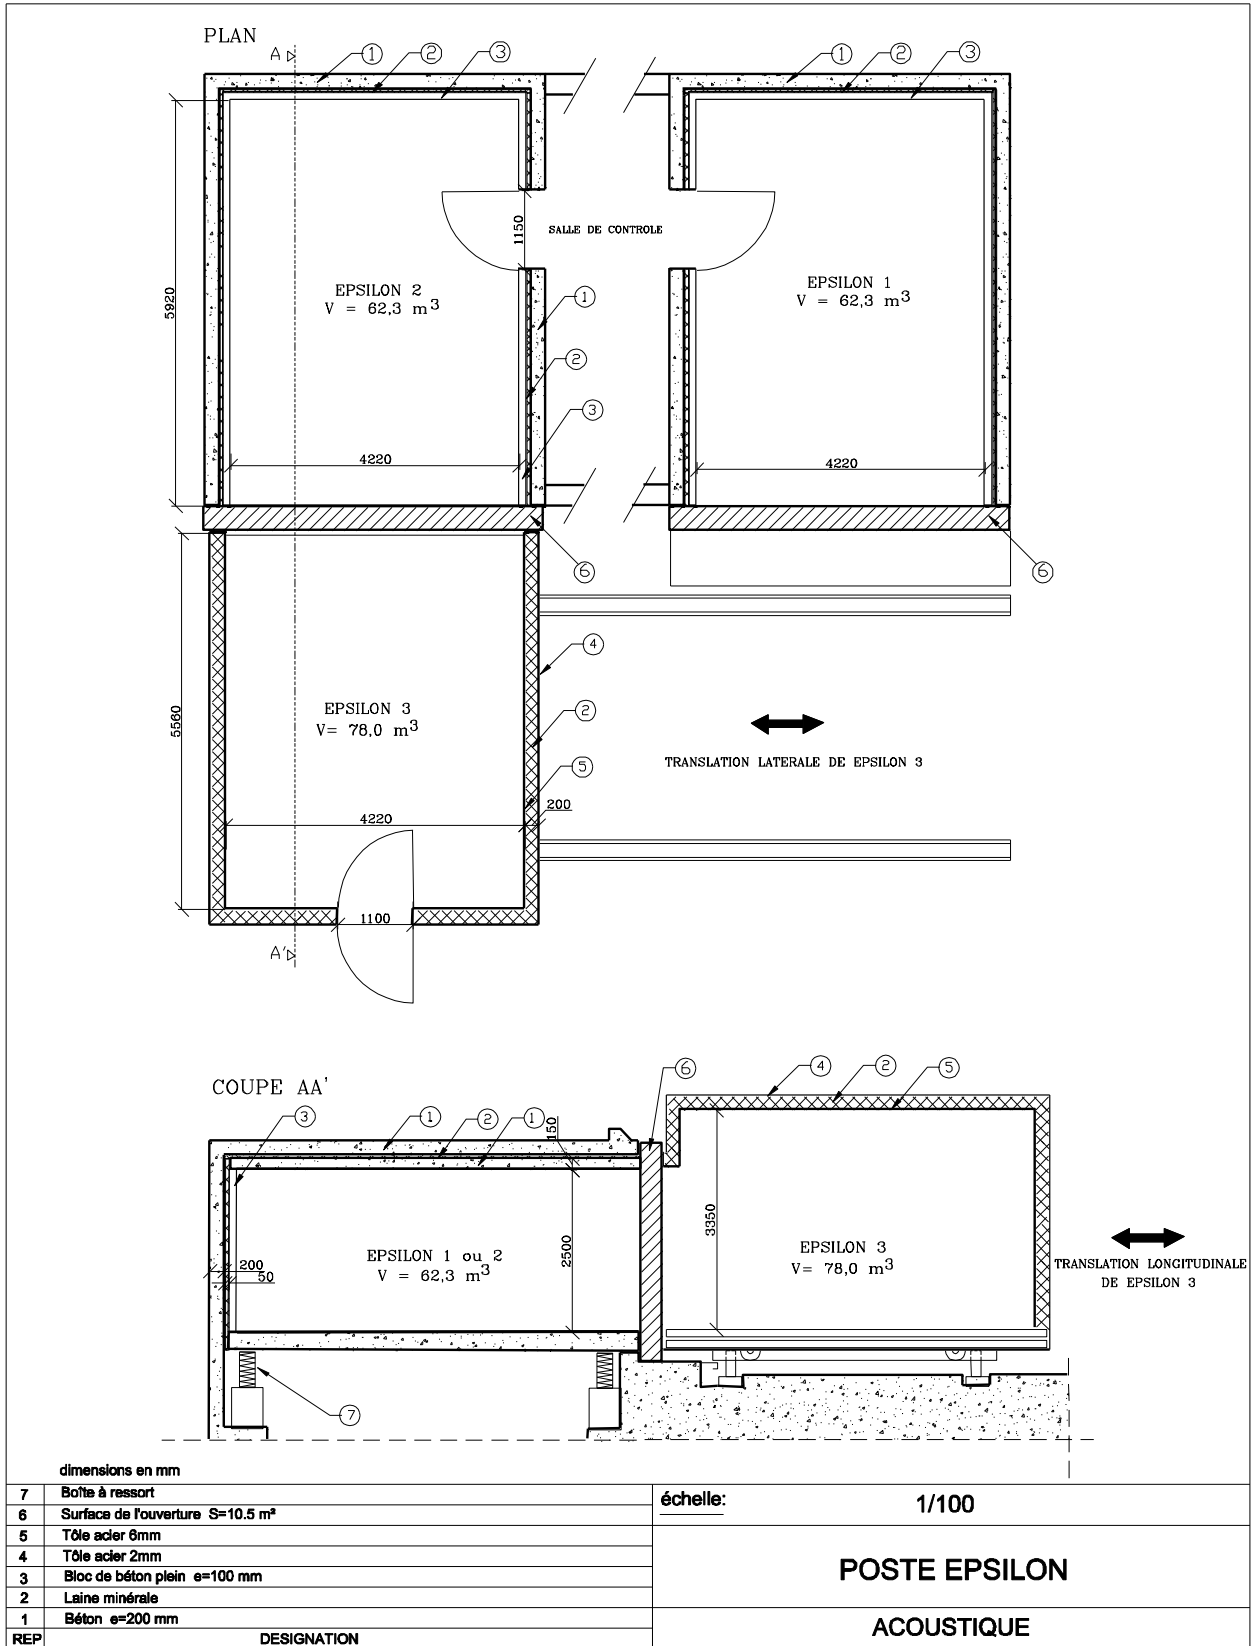 PLAN
A
1
2
3
1
2
3
5920
1150
SALLE DE CONTROLE
EPSILON 2
V = 62,3 m³
EPSILON 1
V = 62,3 m³
1
2
3
4220
4220
6
6
4
5560
EPSILON 3
V= 78,0 m³
2
TRANSLATION LATERALE DE EPSILON 3
5
200
4220
1100
A'
COUPE AA'
6
4
2
5
3
1
2
1
150
3350
2500
EPSILON 1 ou 2
V = 62,3 m³
200
50
EPSILON 3
V= 78,0 m³
TRANSLATION LONGITUDINALE
DE EPSILON 3
7
dimensions en mm
7 Boîte à ressort
6 Surface de l'ouverture S=10.5 m²
5 Tôle acier 6mm
4 Tôle acier 2mm
3 Bloc de béton plein e=100 mm
2 Laine minérale
1 Béton e=200 mm
REP DESIGNATION
échelle: 1/100
POSTE EPSILON
ACOUSTIQUE